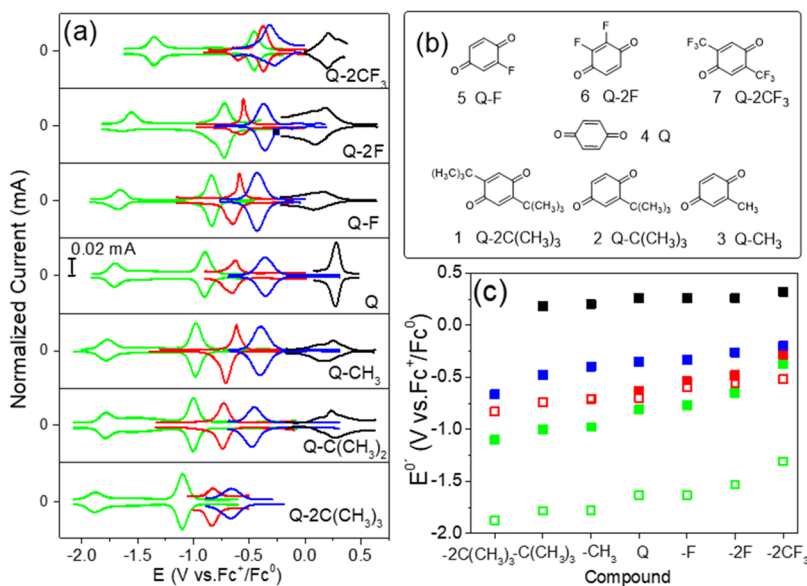 (a)
0
Q-2CF3
0
Q-2F
0
Q-F
0.02 mA
0
Q
0
Q-CH3
0
Q-C(CH3)2
0
Q-2C(CH3)3
-2.0 -1.5 -1.0 -0.5 0.0 0.5
E (V vs.Fc+/Fc0)
Normalized Current (mA)
(b)
O
O
F
5 Q-F
F
F
O
O
6 Q-2F
F3C
O
O
CF3
7 Q-2CF3
O
O
4 Q
(H3C)3C
O
O
C(CH3)3
1 Q-2C(CH3)3
O
O
C(CH3)3
2 Q-C(CH3)3
O
O
CH3
3 Q-CH3
(c)
0.5
0.0
-0.5
-1.0
-1.5
-2.0
E0´ (V vs.Fc+/Fc0)
-2C(CH3)3 -C(CH3)3 -CH3 Q -F -2F -2CF3
Compound